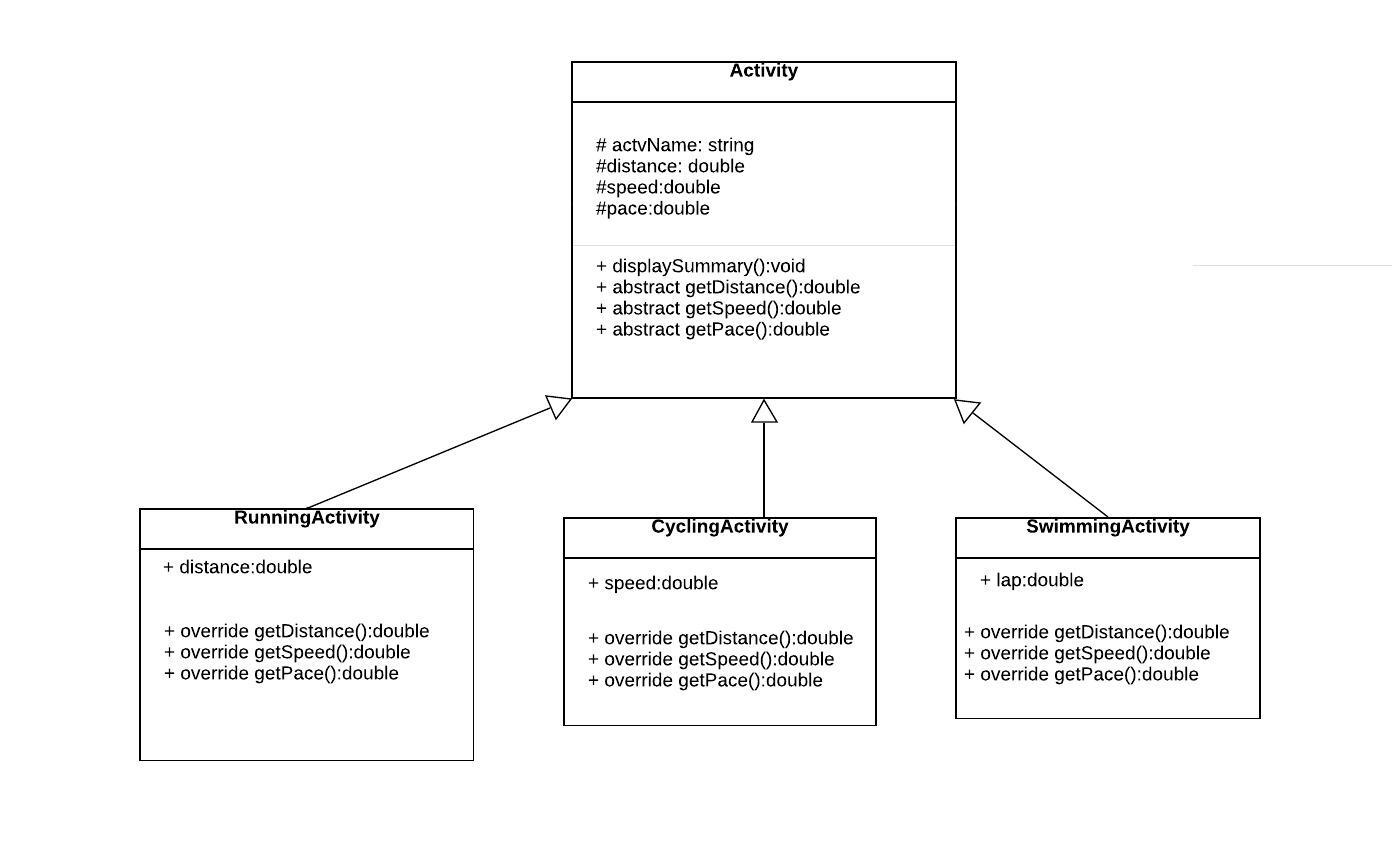 Activity
# actvName: string
#distance: double
#speed:double
#pace:double
+ displaySummary():void
+ abstract getDistance():double
+ abstract getSpeed():double
+ abstract getPace():double
RunningActivity
+ distance:double
+ override getDistance():double
+ override getSpeed():double
+ override getPace():double
CyclingActivity
+ speed:double
+ override getDistance():double
+ override getSpeed():double
+ override getPace():double
SwimmingActivity
+ lap:double
+ override getDistance():double
+ override getSpeed():double
+ override getPace():double